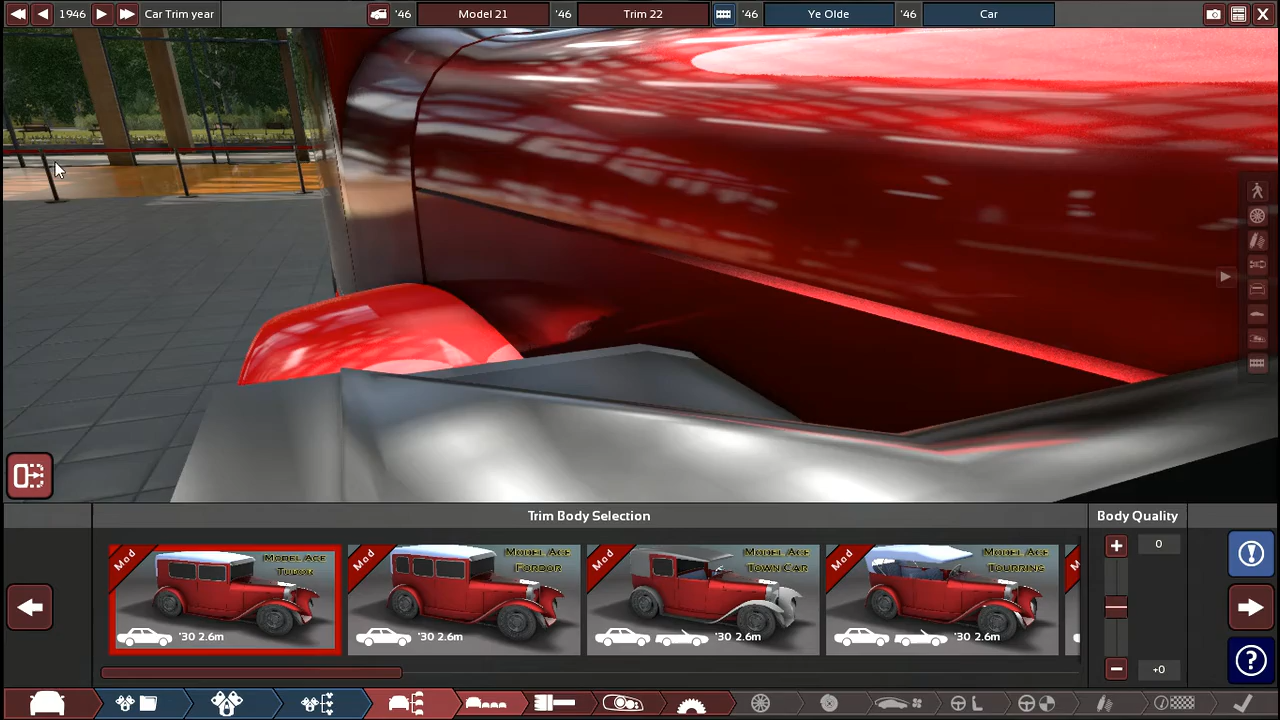 1946 Car Trim year '46 Model 21 '46 Trim 22 '46 Ye Olde '46 Car X
Trim Body Selection
Body Quality
Mod
Model Ace
Tudor
'30 2.6m
Mod
Model Ace
Fordor
'30 2.6m
Mod
Model Ace
Town Car
'30 2.6m
Mod
Model Ace
Tourring
'30 2.6m
0
+0